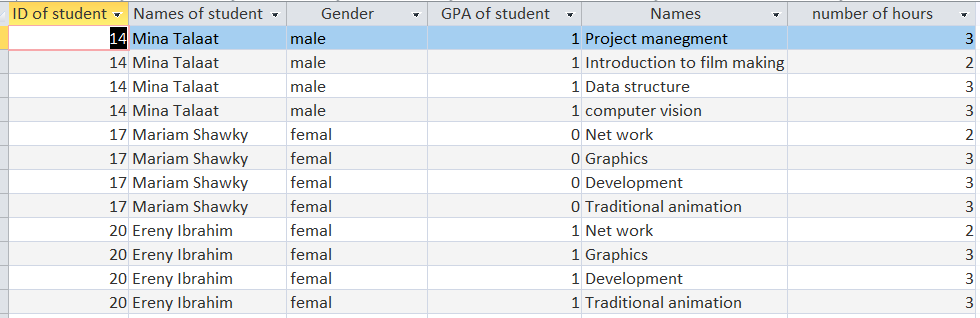 ID of student Names of student Gender GPA of student Names number of hours
14 Mina Talaat male 1 Project manegment 3
14 Mina Talaat male 1 Introduction to film making 2
14 Mina Talaat male 1 Data structure 3
14 Mina Talaat male 1 computer vision 3
17 Mariam Shawky femal 0 Net work 2
17 Mariam Shawky femal 0 Graphics 3
17 Mariam Shawky femal 0 Development 3
17 Mariam Shawky femal 0 Traditional animation 3
20 Ereny Ibrahim femal 1 Net work 2
20 Ereny Ibrahim femal 1 Graphics 3
20 Ereny Ibrahim femal 1 Development 3
20 Ereny Ibrahim femal 1 Traditional animation 3